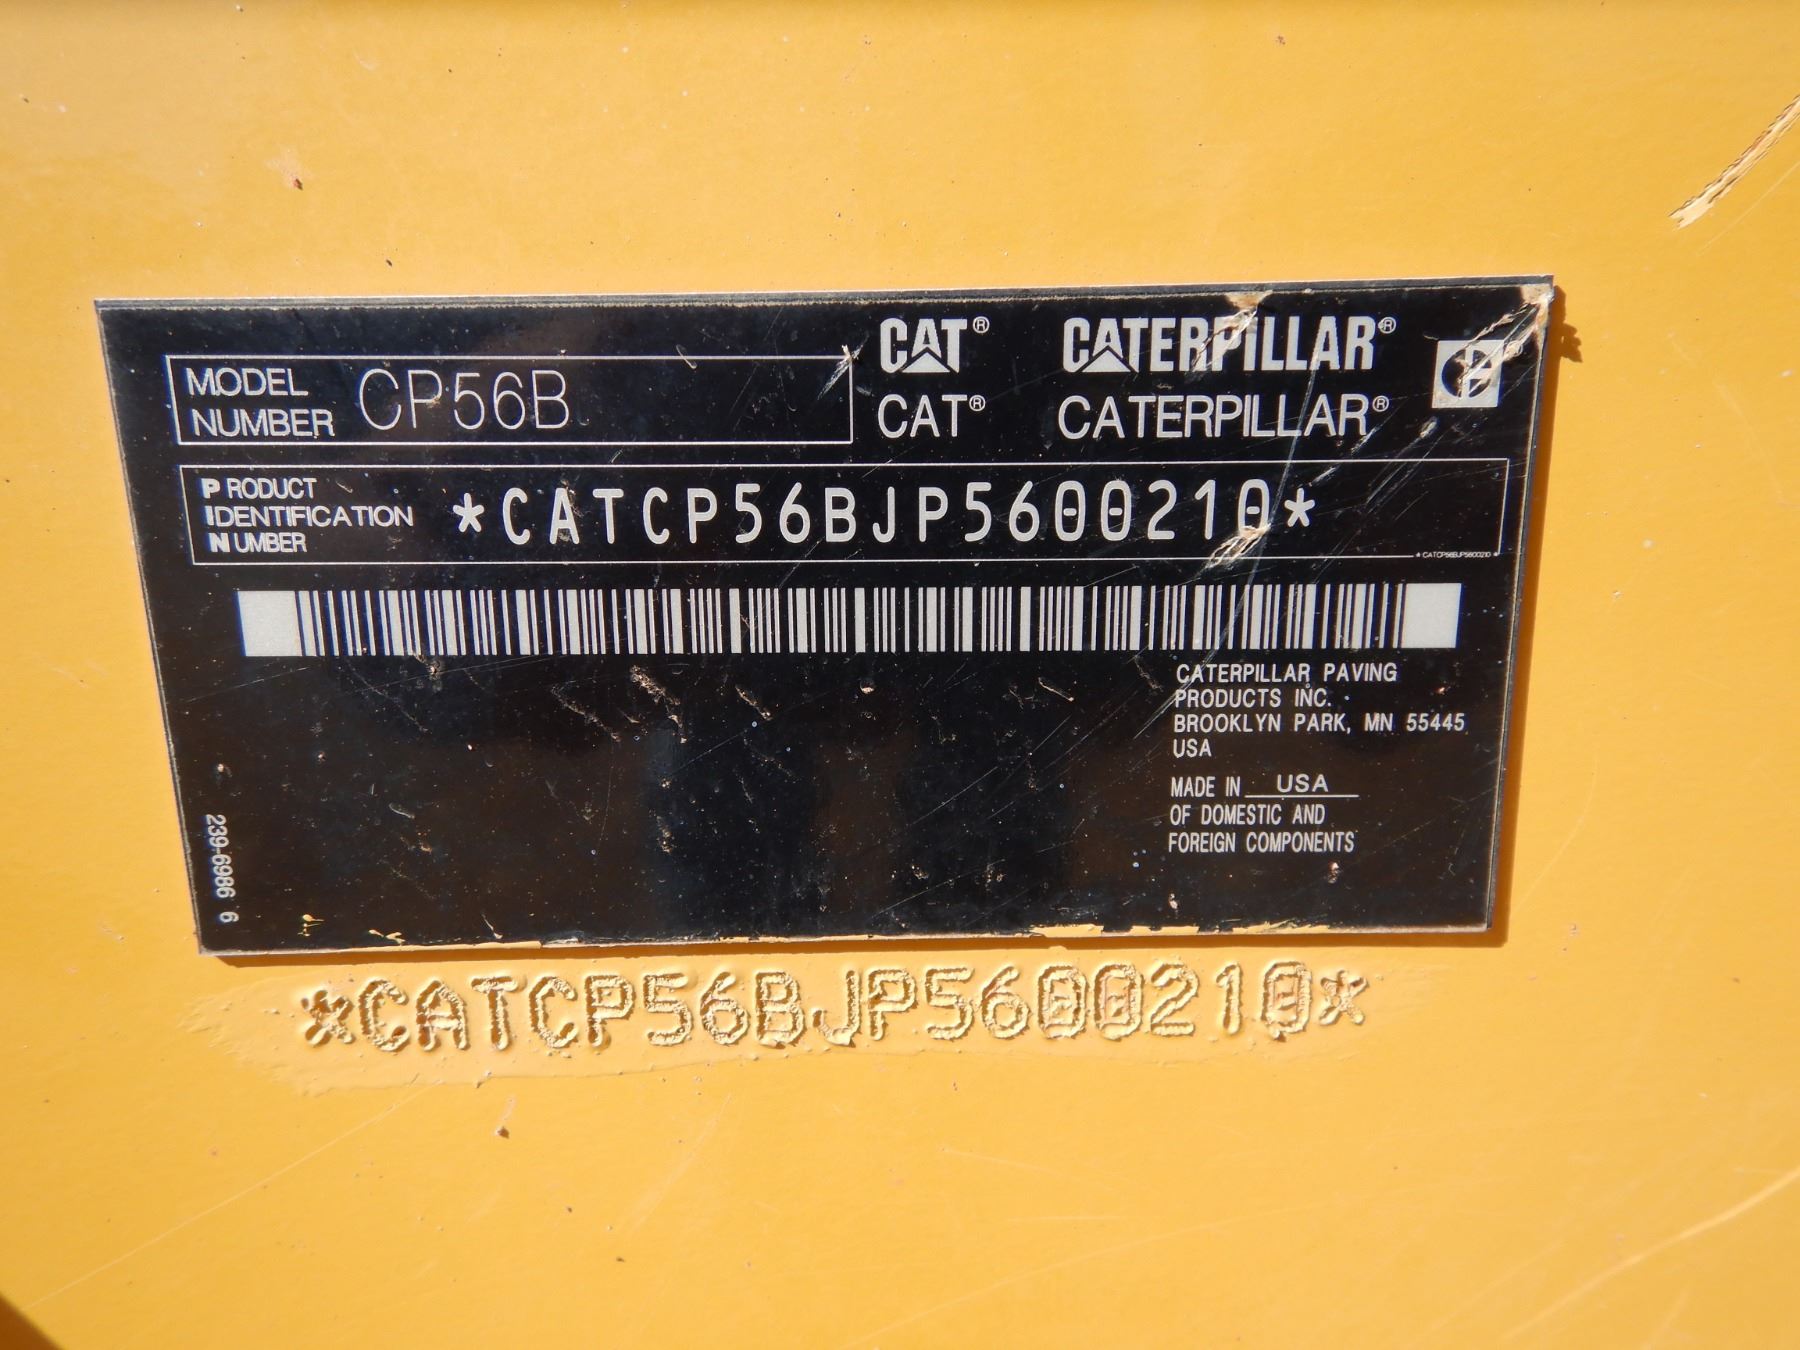 MODEL
NUMBER CP56B
CAT® CATERPILLAR®
CAT® CATERPILLAR®
PRODUCT
IDENTIFICATION
NUMBER
*CATCP56BJP5600210*
*CATCP56BJP5600210*
CATERPILLAR PAVING
PRODUCTS INC.
BROOKLYN PARK, MN 55445
USA
MADE IN USA
OF DOMESTIC AND
FOREIGN COMPONENTS
239-6986 6
*CATCP56BJP5600210*